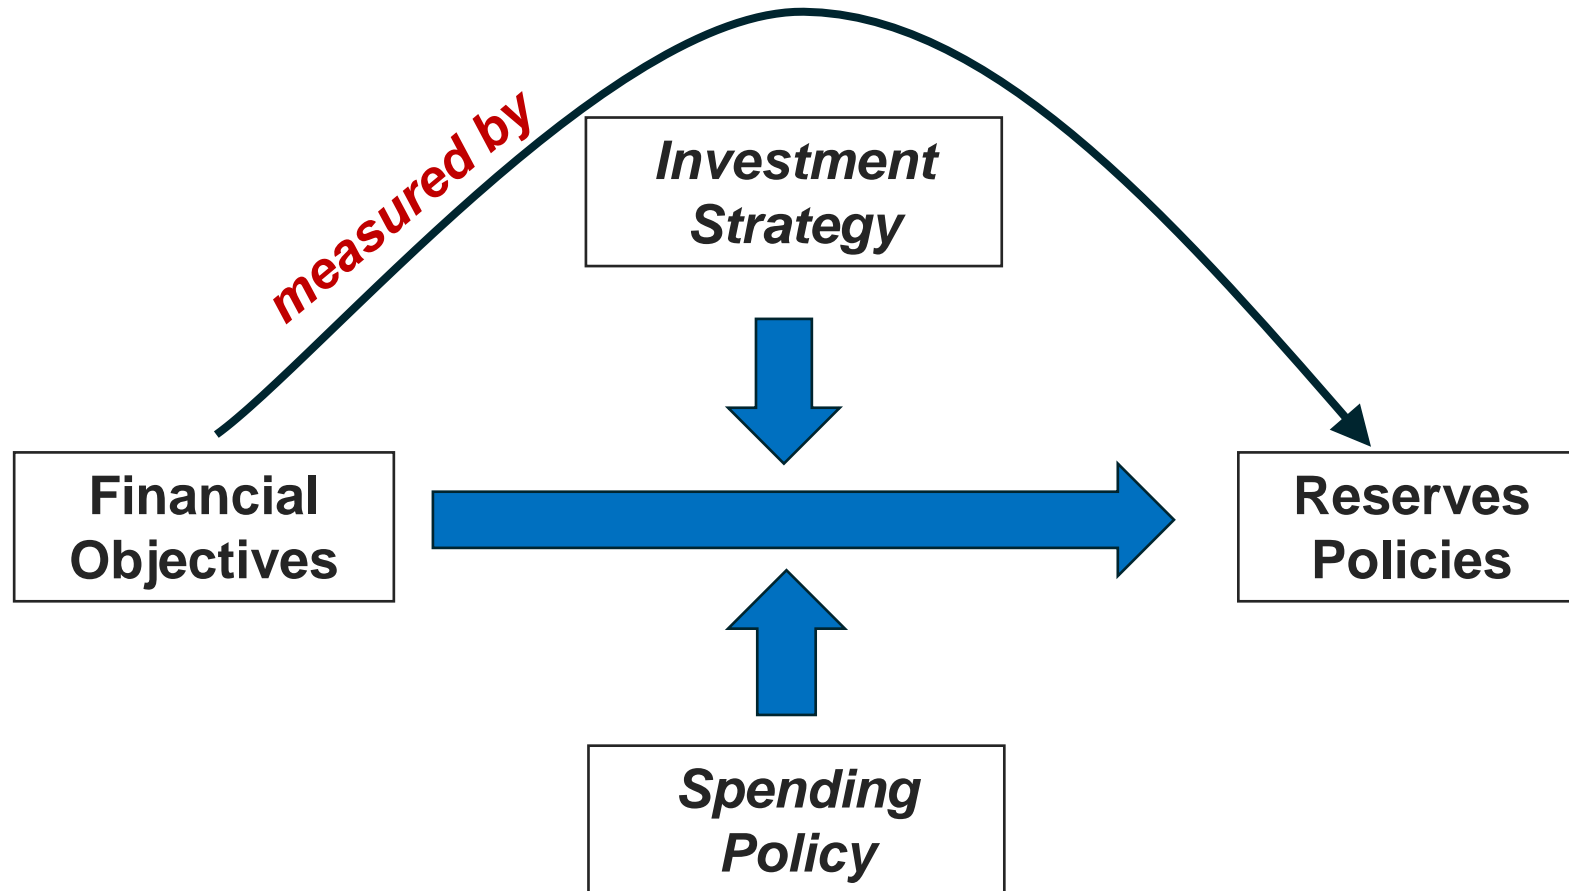 measured by
Investment
Strategy
Financial
Objectives
Reserves
Policies
Spending
Policy